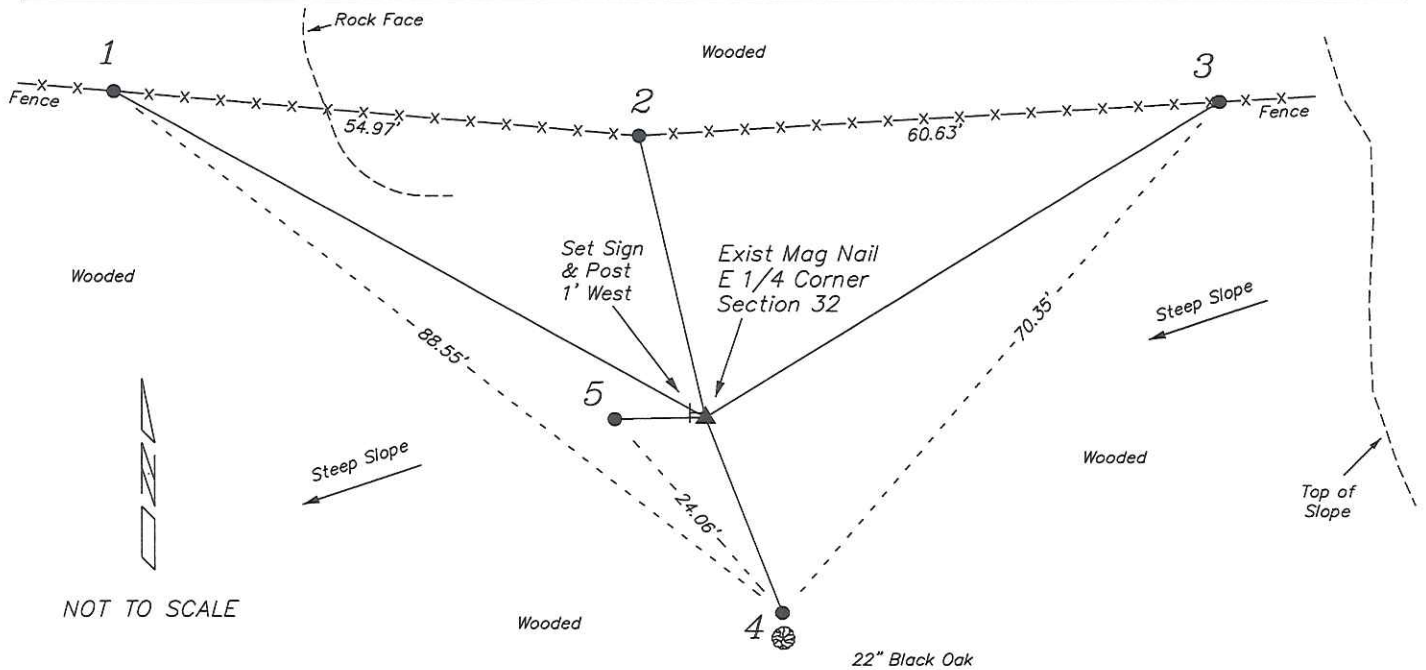 Rock Face
Wooded
1
2
3
Fence
54.97'
60.63'
Fence
Set Sign
& Post
1' West
Exist Mag Nail
E 1/4 Corner
Section 32
Wooded
Steep Slope
88.55'
70.35'
5
Steep Slope
24.06'
Wooded
Top of
Slope
N
NOT TO SCALE
Wooded
4
22" Black Oak